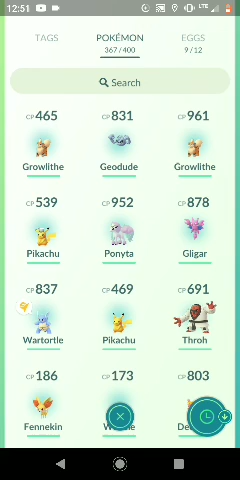 12:51
LTE
TAGS
POKÉMON
EGGS
367/400
9/12
Search
CP465
CP831
CP961
Growlithe
Geodude
Growlithe
CP539
CP952
CP878
Pikachu
Ponyta
Gligar
CP837
CP469
CP691
Wartortle
Pikachu
Throh
CP186
CP173
CP803
Fennekin